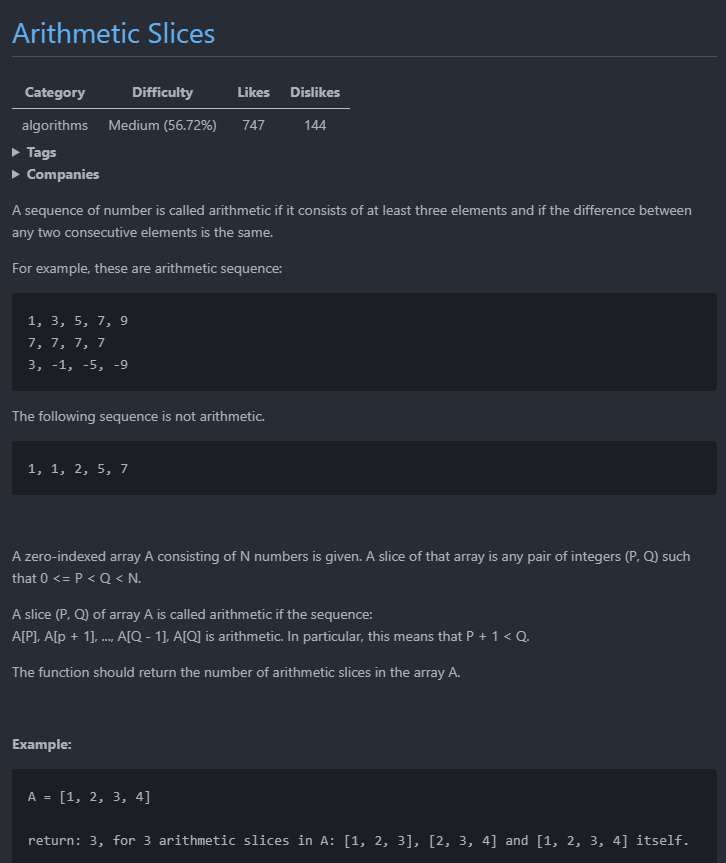 Arithmetic Slices
Category Difficulty Likes Dislikes
algorithms Medium (56.72%) 747 144
Tags
Companies
A sequence of number is called arithmetic if it consists of at least three elements and if the difference between
any two consecutive elements is the same.
For example, these are arithmetic sequence:
1, 3, 5, 7, 9
7, 7, 7, 7
3, -1, -5, -9
The following sequence is not arithmetic.
1, 1, 2, 5, 7
A zero-indexed array A consisting of N numbers is given. A slice of that array is any pair of integers (P, Q) such
that 0 <= P < Q < N.
A slice (P, Q) of array A is called arithmetic if the sequence:
A[P], A[p + 1], ..., A[Q - 1], A[Q] is arithmetic. In particular, this means that P + 1 < Q.
The function should return the number of arithmetic slices in the array A.
Example:
A = [1, 2, 3, 4]
return: 3, for 3 arithmetic slices in A: [1, 2, 3], [2, 3, 4] and [1, 2, 3, 4] itself.